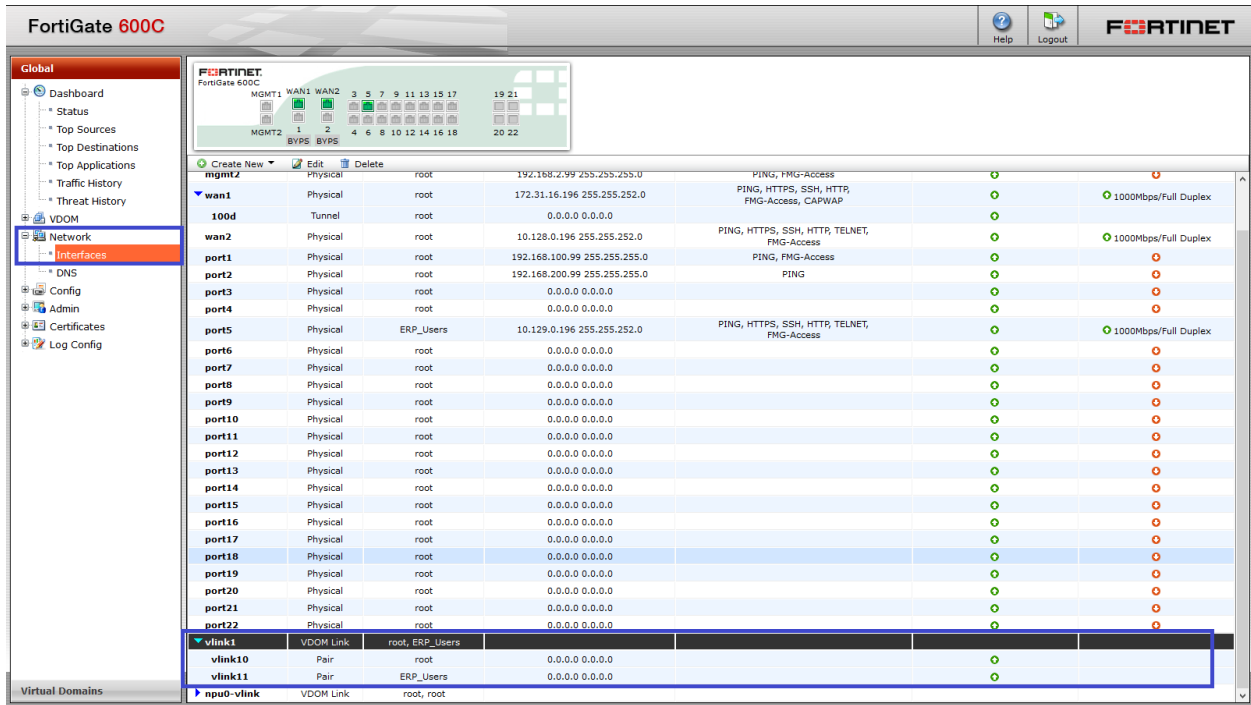 FortiGate 600C
Help
Logout
FORTINET
Global
Dashboard
Status
Top Sources
Top Destinations
Top Applications
Traffic History
Threat History
VDOM
Network
Interfaces
DNS
Config
Admin
Certificates
Log Config
Virtual Domains
FORTINET.
FortiGate 600C
MGMT1 WAN1 WAN2 3 5 7 9 11 13 15 17 19 21
MGMT2 1 2 4 6 8 10 12 14 16 18 20 22
BYPS BYPS
Create New Edit Delete
mgmt2 Physical root 192.168.2.99 255.255.255.0 PING, FMG-Access
wan1 Physical root 172.31.16.196 255.255.252.0 PING, HTTPS, SSH, HTTP, FMG-Access, CAPWAP 1000Mbps/Full Duplex
100d Tunnel root 0.0.0.0 0.0.0.0
wan2 Physical root 10.128.0.196 255.255.252.0 PING, HTTPS, SSH, HTTP, TELNET, FMG-Access 1000Mbps/Full Duplex
port1 Physical root 192.168.100.99 255.255.255.0 PING, FMG-Access
port2 Physical root 192.168.200.99 255.255.255.0 PING
port3 Physical root 0.0.0.0 0.0.0.0
port4 Physical root 0.0.0.0 0.0.0.0
port5 Physical ERP_Users 10.129.0.196 255.255.252.0 PING, HTTPS, SSH, HTTP, TELNET, FMG-Access 1000Mbps/Full Duplex
port6 Physical root 0.0.0.0 0.0.0.0
port7 Physical root 0.0.0.0 0.0.0.0
port8 Physical root 0.0.0.0 0.0.0.0
port9 Physical root 0.0.0.0 0.0.0.0
port10 Physical root 0.0.0.0 0.0.0.0
port11 Physical root 0.0.0.0 0.0.0.0
port12 Physical root 0.0.0.0 0.0.0.0
port13 Physical root 0.0.0.0 0.0.0.0
port14 Physical root 0.0.0.0 0.0.0.0
port15 Physical root 0.0.0.0 0.0.0.0
port16 Physical root 0.0.0.0 0.0.0.0
port17 Physical root 0.0.0.0 0.0.0.0
port18 Physical root 0.0.0.0 0.0.0.0
port19 Physical root 0.0.0.0 0.0.0.0
port20 Physical root 0.0.0.0 0.0.0.0
port21 Physical root 0.0.0.0 0.0.0.0
port22 Physical root 0.0.0.0 0.0.0.0
vlink1 VDOM Link root, ERP_Users
vlink10 Pair root 0.0.0.0 0.0.0.0
vlink11 Pair ERP_Users 0.0.0.0 0.0.0.0
npu0-vlink VDOM Link root, root